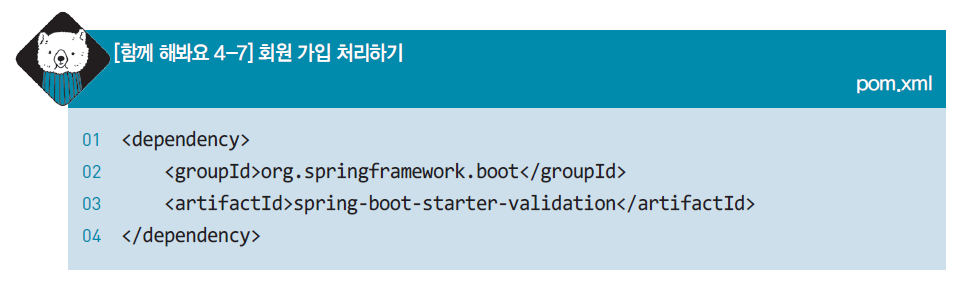 [함께 해봐요 4-7] 회원 가입 처리하기
pom.xml
01 <dependency>
02     <groupId>org.springframework.boot</groupId>
03     <artifactId>spring-boot-starter-validation</artifactId>
04 </dependency>